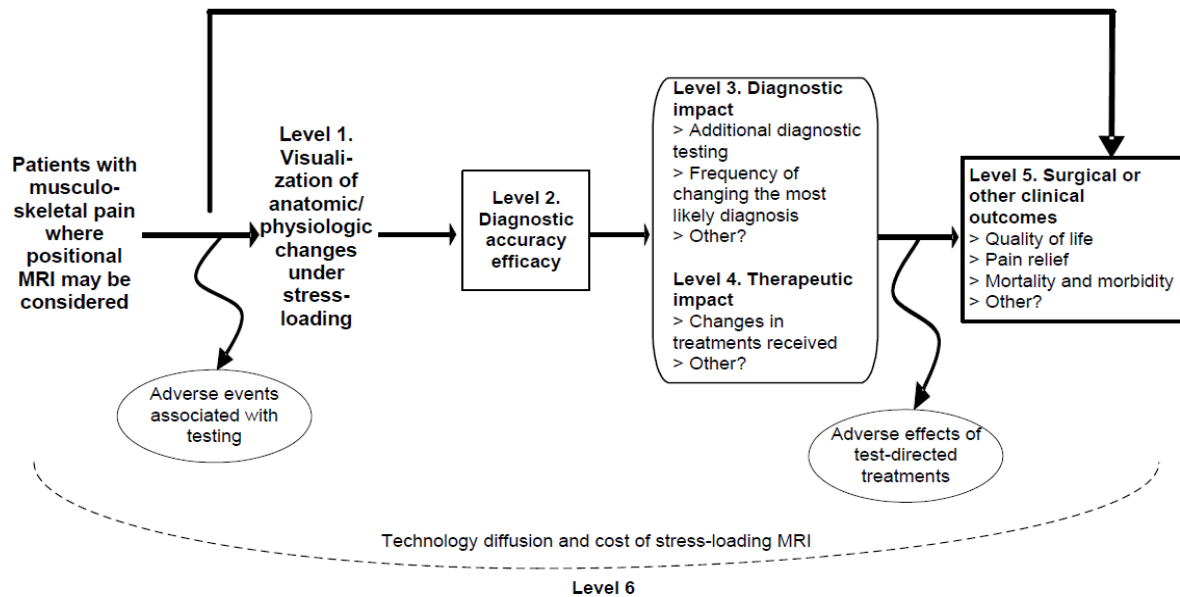 Patients with
musculo-
skeletal pain
where
positional
MRI may be
considered
Level 1.
Visuali-
zation of
anatomic/
physiologic
changes
under
stress-
loading
Level 2.
Diagnostic
accuracy
efficacy
Level 3. Diagnostic
impact
> Additional diagnostic
testing
> Frequency of
changing the most
likely diagnosis
> Other?
Level 4. Therapeutic
impact
> Changes in
treatments received
> Other?
Level 5. Surgical or
other clinical
outcomes
> Quality of life
> Pain relief
> Mortality and morbidity
> Other?
Adverse events
associated with
testing
Adverse effects of
test-directed
treatments
Technology diffusion and cost of stress-loading MRI
Level 6